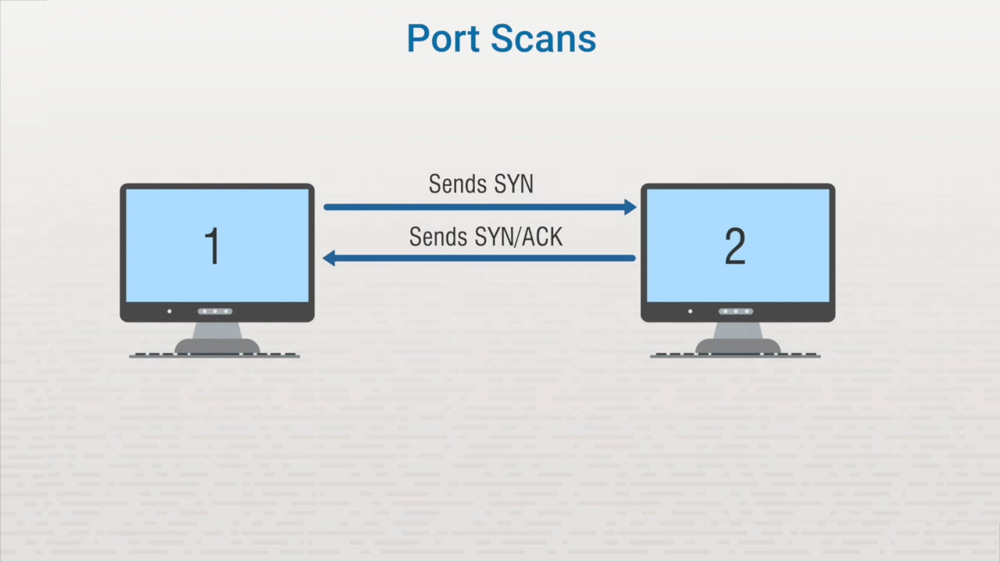 Port Scans
Sends SYN
Sends SYN/ACK
1
2